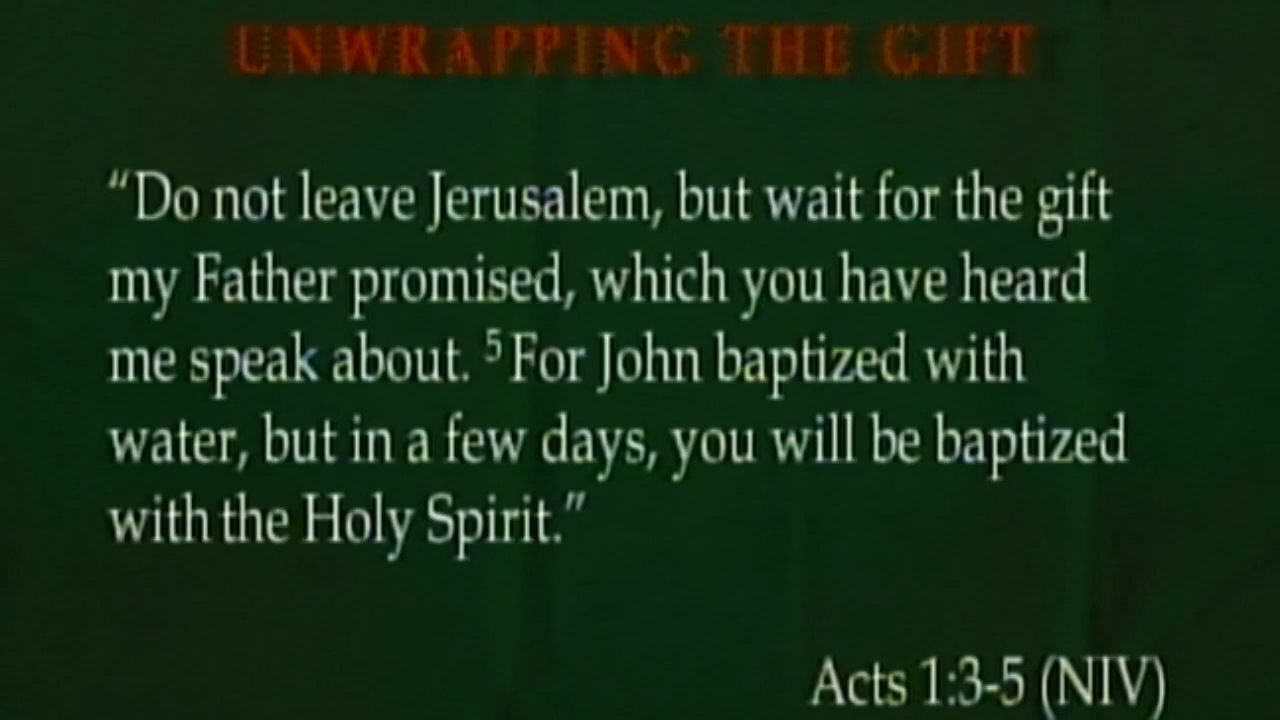 UNWRAPPING THE GIFT
“Do not leave Jerusalem, but wait for the gift
my Father promised, which you have heard
me speak about. ⁵ For John baptized with
water, but in a few days, you will be baptized
with the Holy Spirit.”
Acts 1:3-5 (NIV)